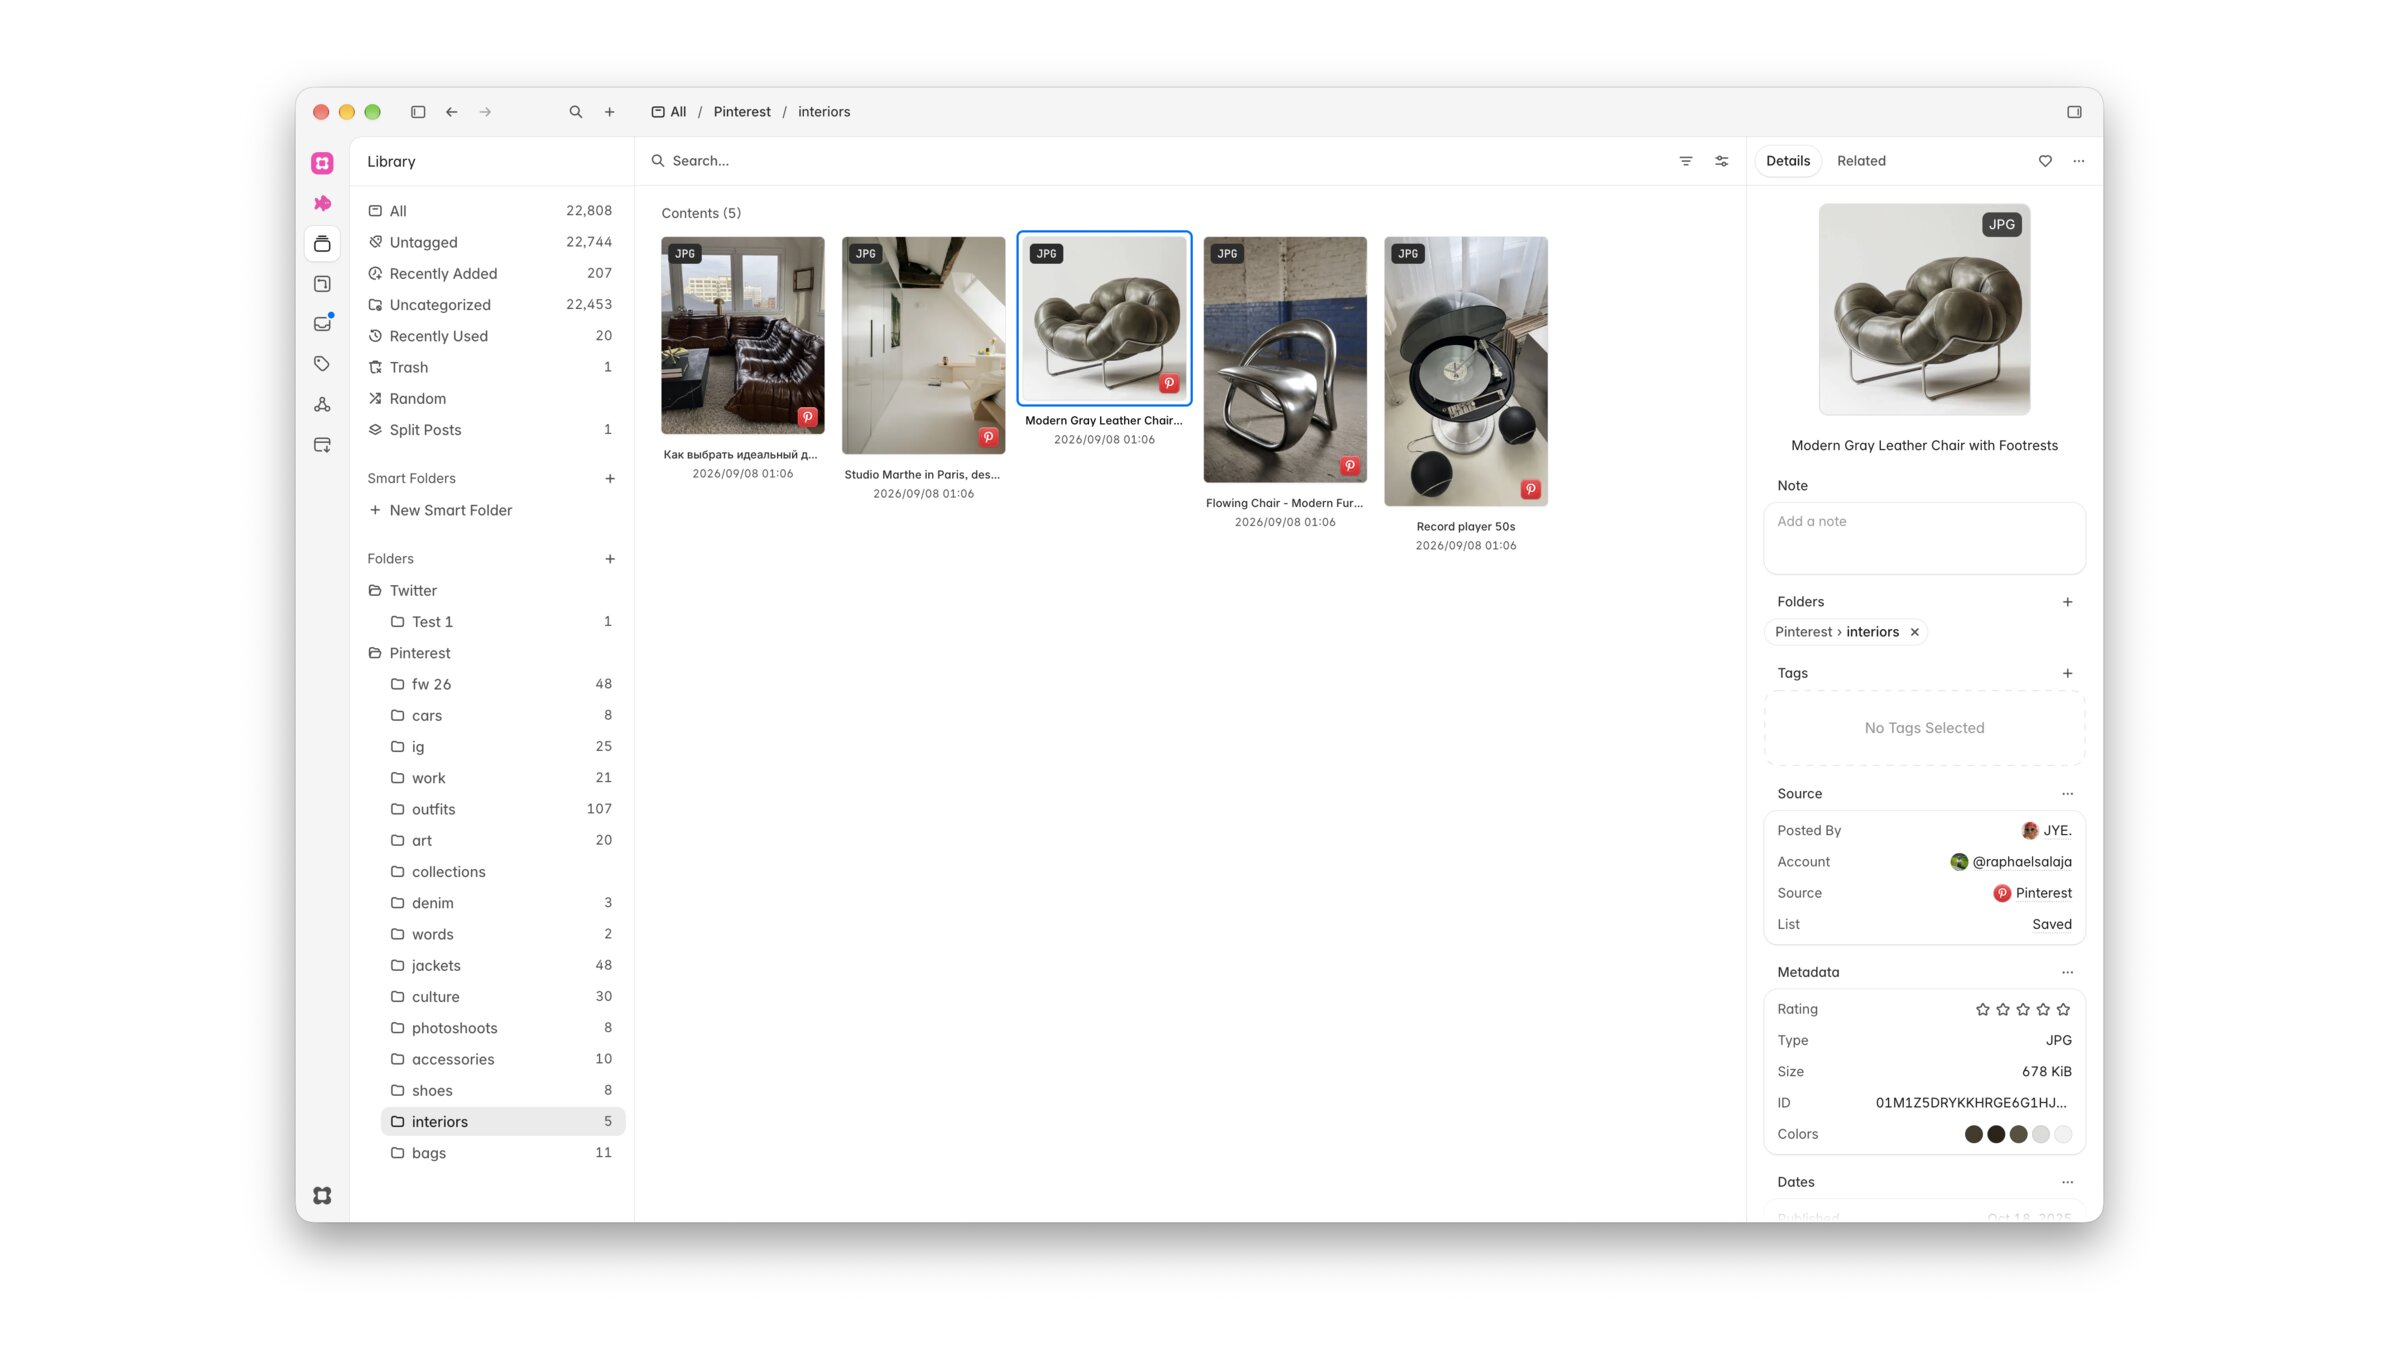 All / Pinterest / interiors
Library
All 22,808
Untagged 22,744
Recently Added 207
Uncategorized 22,453
Recently Used 20
Trash 1
Random
Split Posts 1
Smart Folders
New Smart Folder
Folders
Twitter
Test 1 1
Pinterest
fw 26 48
cars 8
ig 25
work 21
outfits 107
art 20
collections
denim 3
words 2
jackets 48
culture 30
photoshoots 8
accessories 10
shoes 8
interiors 5
bags 11
Search...
Contents (5)
JPG
Как выбрать идеальный д...
2026/09/08 01:06
JPG
Studio Marthe in Paris, des...
2026/09/08 01:06
JPG
Modern Gray Leather Chair...
2026/09/08 01:06
JPG
Flowing Chair - Modern Fur...
2026/09/08 01:06
JPG
Record player 50s
2026/09/08 01:06
Details Related
JPG
Modern Gray Leather Chair with Footrests
Note
Add a note
Folders
Pinterest › interiors
Tags
No Tags Selected
Source
Posted By JYE.
Account @raphaelsalaja
Source Pinterest
List Saved
Metadata
Rating
Type JPG
Size 678 KiB
ID 01M1Z5DRYKKHRGE6G1HJ...
Colors
Dates
Published Oct 18, 2025